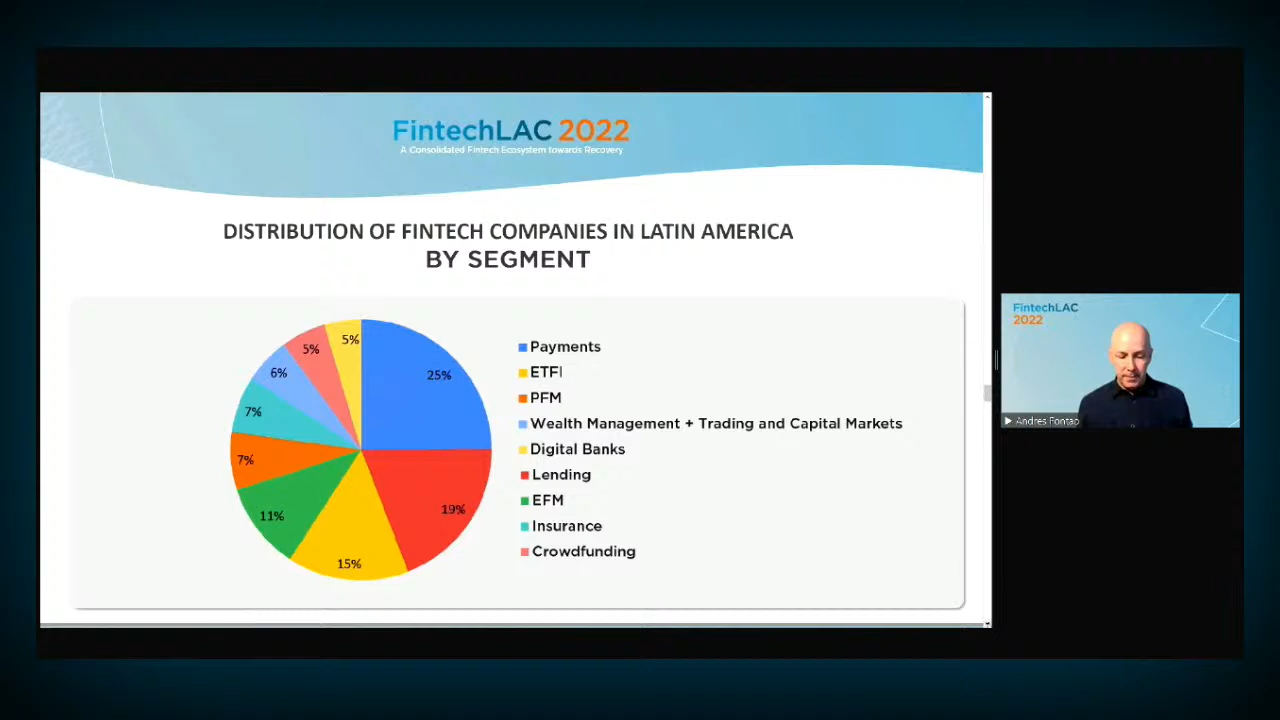 FintechLAC 2022
A Consolidated Fintech Ecosystem towards Recovery
DISTRIBUTION OF FINTECH COMPANIES IN LATIN AMERICA
BY SEGMENT
5%
5%
6%
7%
7%
11%
15%
19%
25%
Payments
ETFI
PFM
Wealth Management + Trading and Capital Markets
Digital Banks
Lending
EFM
Insurance
Crowdfunding
FintechLAC
2022
Andres Fontao